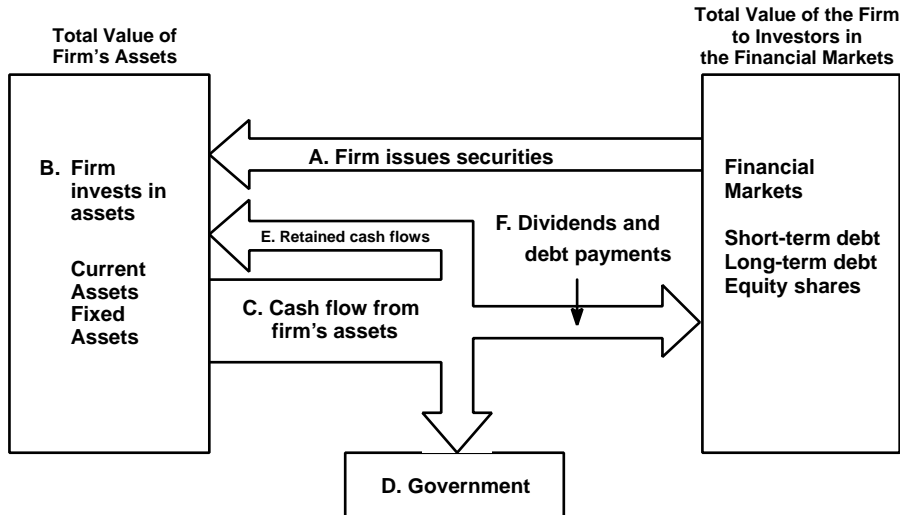 Total Value of
Firm's Assets
Total Value of the Firm
to Investors in
the Financial Markets
A. Firm issues securities
B. Firm
invests in
assets
Current
Assets
Fixed
Assets
E. Retained cash flows
C. Cash flow from
firm's assets
F. Dividends and
debt payments
Financial
Markets
Short-term debt
Long-term debt
Equity shares
D. Government